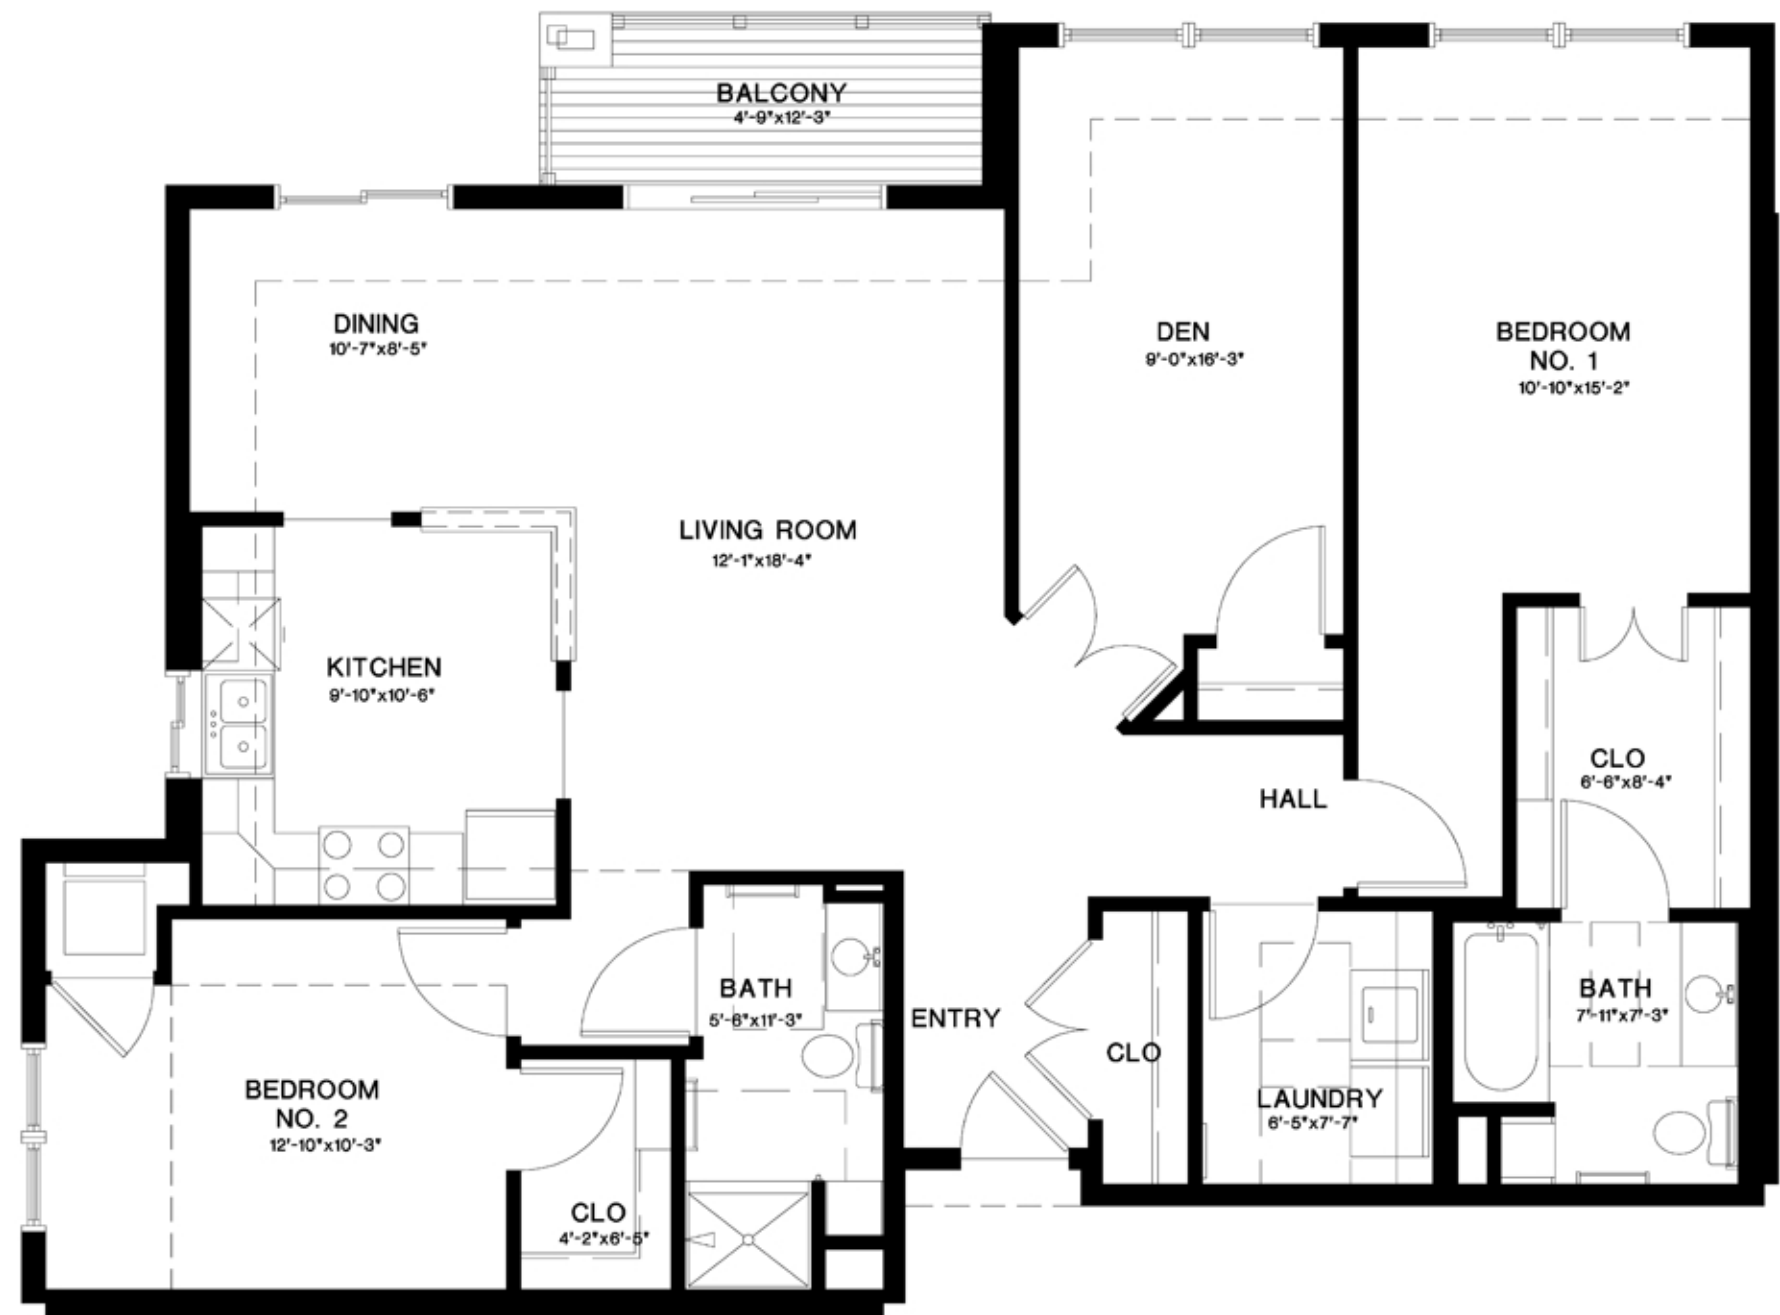 BALCONY
4'-9"x12'-3"
DINING
10'-7"x8'-5"
DEN
9'-0"x16'-3"
BEDROOM
NO. 1
10'-10"x15'-2"
LIVING ROOM
12'-1"x18'-4"
KITCHEN
9'-10"x10'-6"
CLO
6'-6"x8'-4"
HALL
BATH
5'-6"x11'-3"
ENTRY
BATH
7'-11"x7'-3"
CLO
BEDROOM
NO. 2
12'-10"x10'-3"
LAUNDRY
6'-5"x7'-7"
CLO
4'-2"x6'-5"